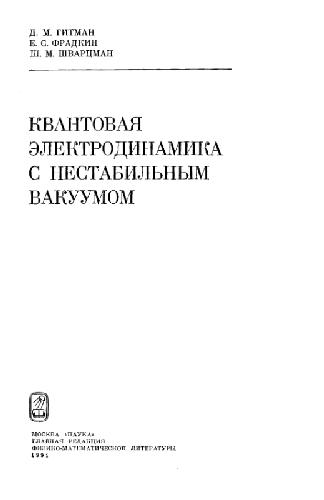 Д. М. ГИТМАН
Е. С. ФРАДКИН
Ш. М. ШВАРЦМАН
КВАНТОВАЯ
ЭЛЕКТРОДИНАМИКА
С НЕСТАБИЛЬНЫМ
ВАКУУМОМ
МОСКВА «НАУКА»
ГЛАВНАЯ РЕДАКЦИЯ
ФИЗИКО-МАТЕМАТИЧЕСКОЙ ЛИТЕРАТУРЫ
1991